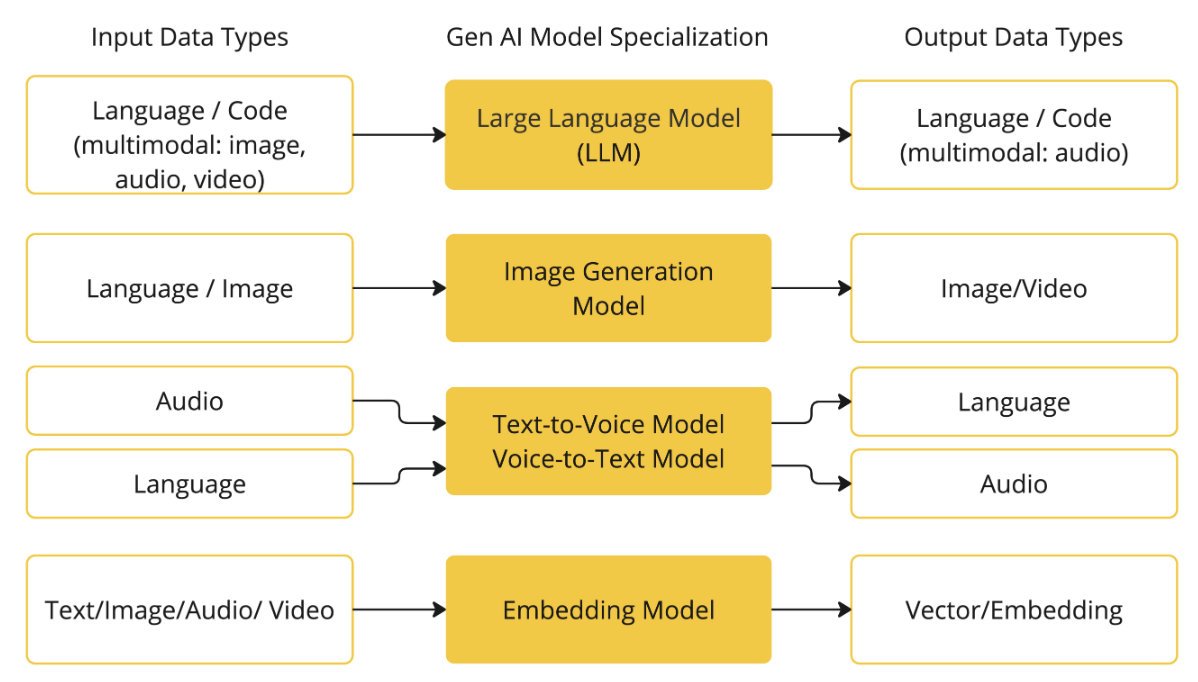 Input Data Types
Gen AI Model Specialization
Output Data Types
Language / Code
(multimodal: image,
audio, video)
Large Language Model
(LLM)
Language / Code
(multimodal: audio)
Language / Image
Image Generation
Model
Image/Video
Audio
Language
Text-to-Voice Model
Voice-to-Text Model
Language
Audio
Text/Image/Audio/ Video
Embedding Model
Vector/Embedding